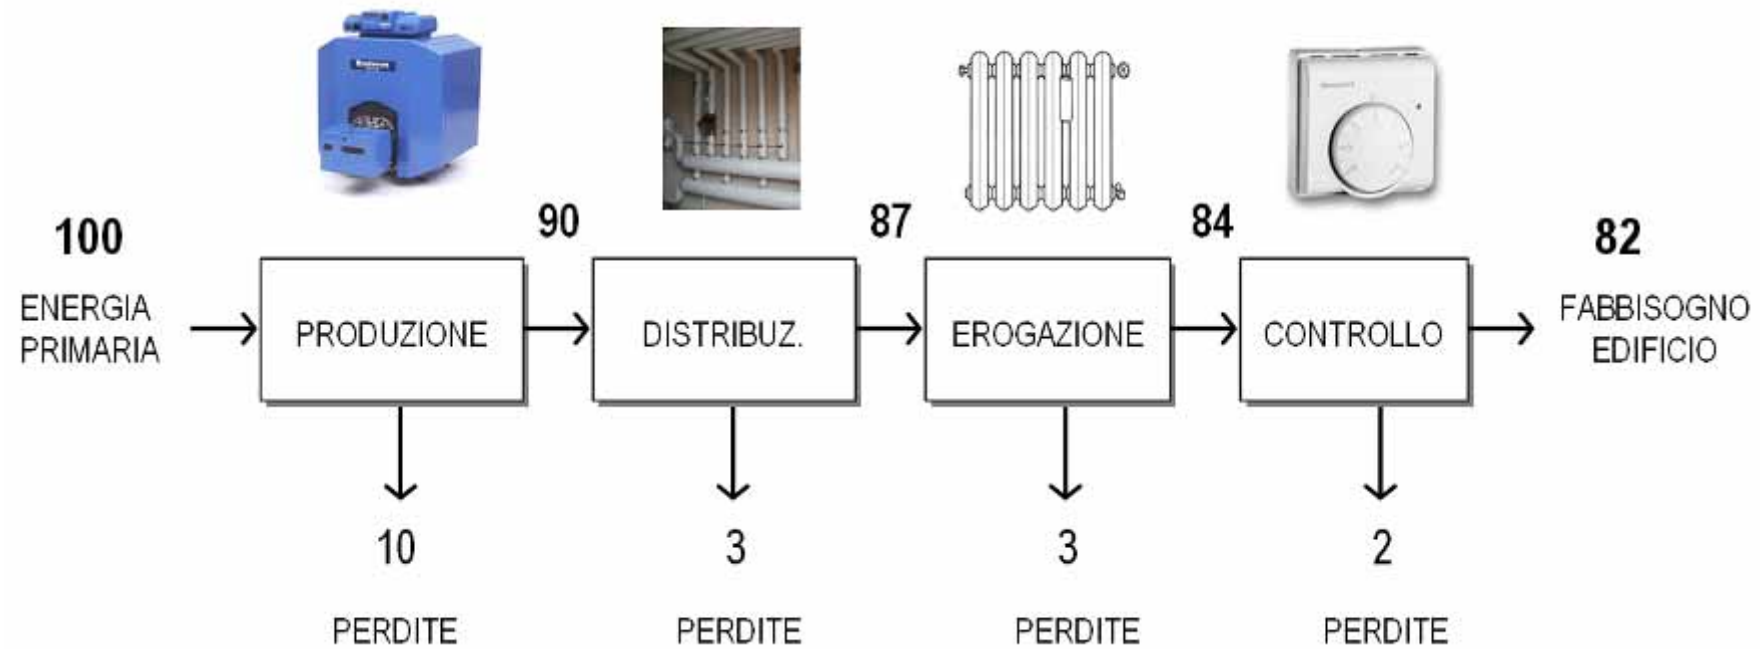 100
90
87
84
82
ENERGIA
PRIMARIA
PRODUZIONE
DISTRIBUZ.
EROGAZIONE
CONTROLLO
FABBISOGNO
EDIFICIO
10
3
3
2
PERDITE
PERDITE
PERDITE
PERDITE